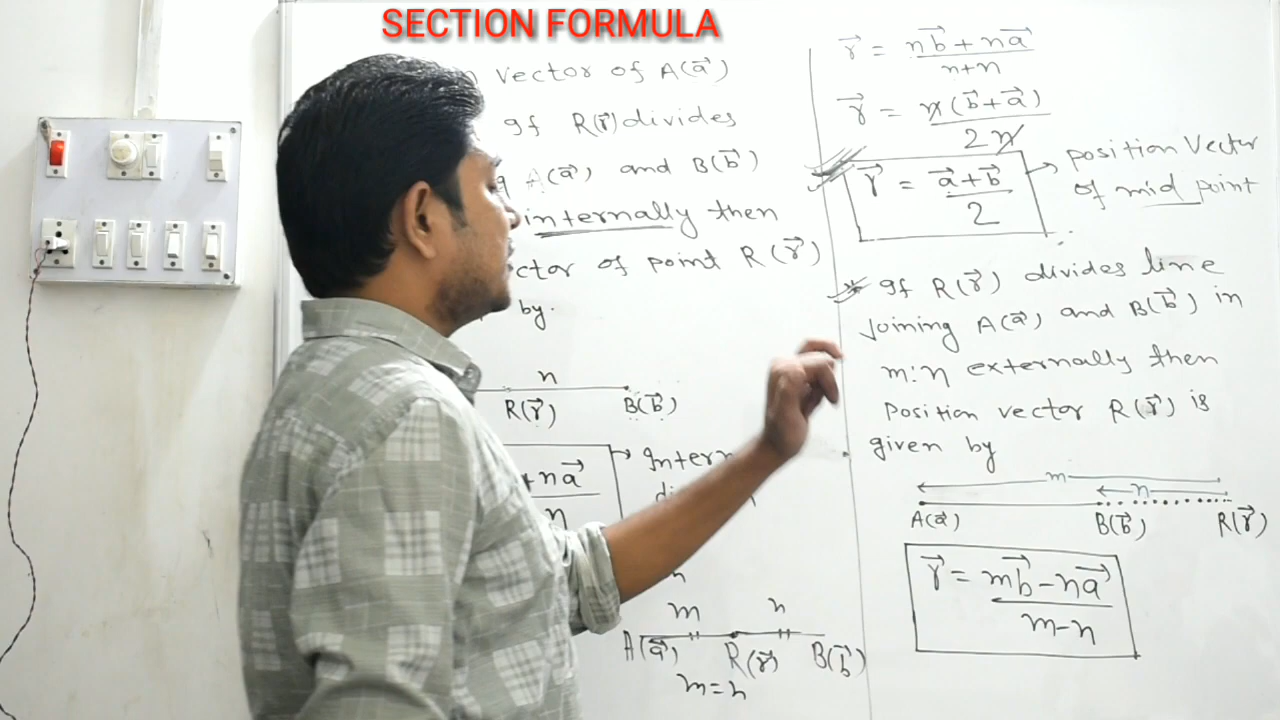 SECTION FORMULA
vector of A(a⃗)
If R(r⃗) divides
A(a⃗) and B(b⃗)
internally then
ctor of point R(r⃗)
by.
n
R(r⃗) B(b⃗)
+ na⃗
n
→ Intern
m n
A(a⃗) R(r⃗) B(b⃗)
m=n
r⃗ = nb⃗ + na⃗ / n+n
r⃗ = n(b⃗+a⃗) / 2n
r⃗ = a⃗+b⃗ / 2 → position Vector
of mid point
* If R(r⃗) divides line
joining A(a⃗) and B(b⃗) in
m:n externally then
Position vector R(r⃗) is
given by
m
n
A(a⃗) B(b⃗) R(r⃗)
r⃗ = mb⃗ - na⃗ / m-n